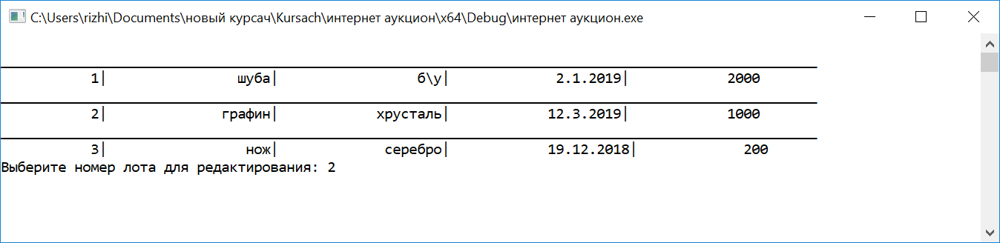 C:\Users\rizhi\Documents\новый курсач\Kursach\интернет аукцион\x64\Debug\интернет аукцион.exe
1| шуба| б\у| 2.1.2019| 2000
2| графин| хрусталь| 12.3.2019| 1000
3| нож| серебро| 19.12.2018| 200
Выберите номер лота для редактирования: 2